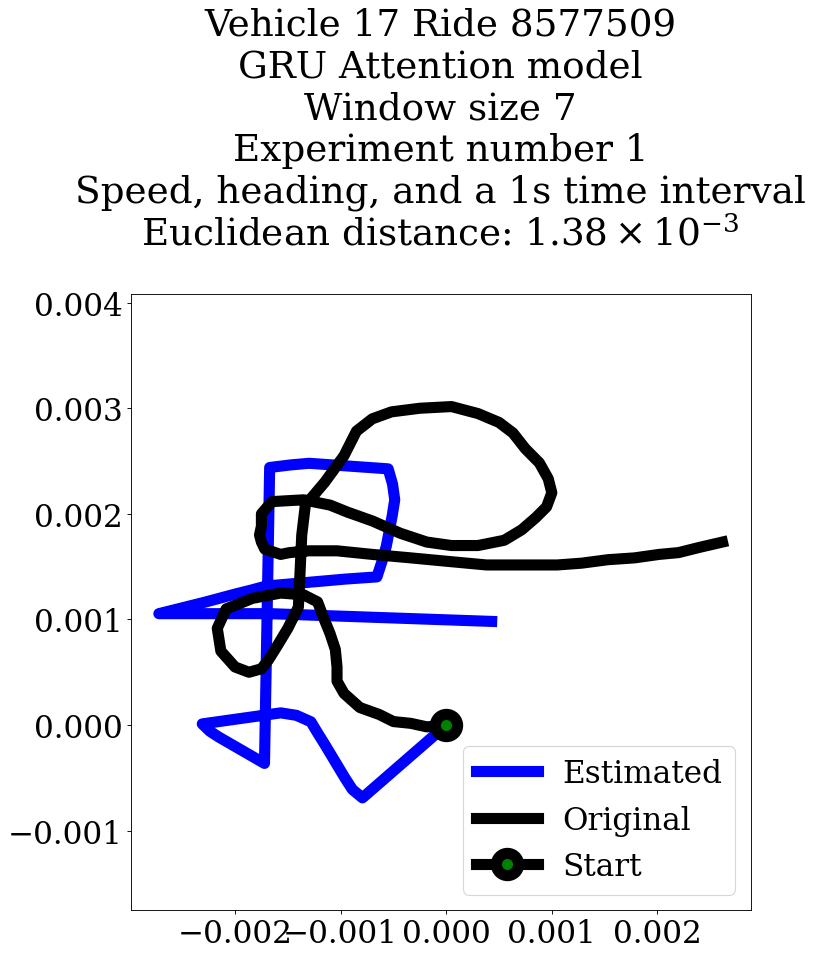 Vehicle 17 Ride 8577509
GRU Attention model
Window size 7
Experiment number 1
Speed, heading, and a 1s time interval
Euclidean distance: 1.38 × 10⁻³
0.004
0.003
0.002
0.001
0.000
−0.001
Estimated
Original
Start
−0.002 −0.001 0.000 0.001 0.002